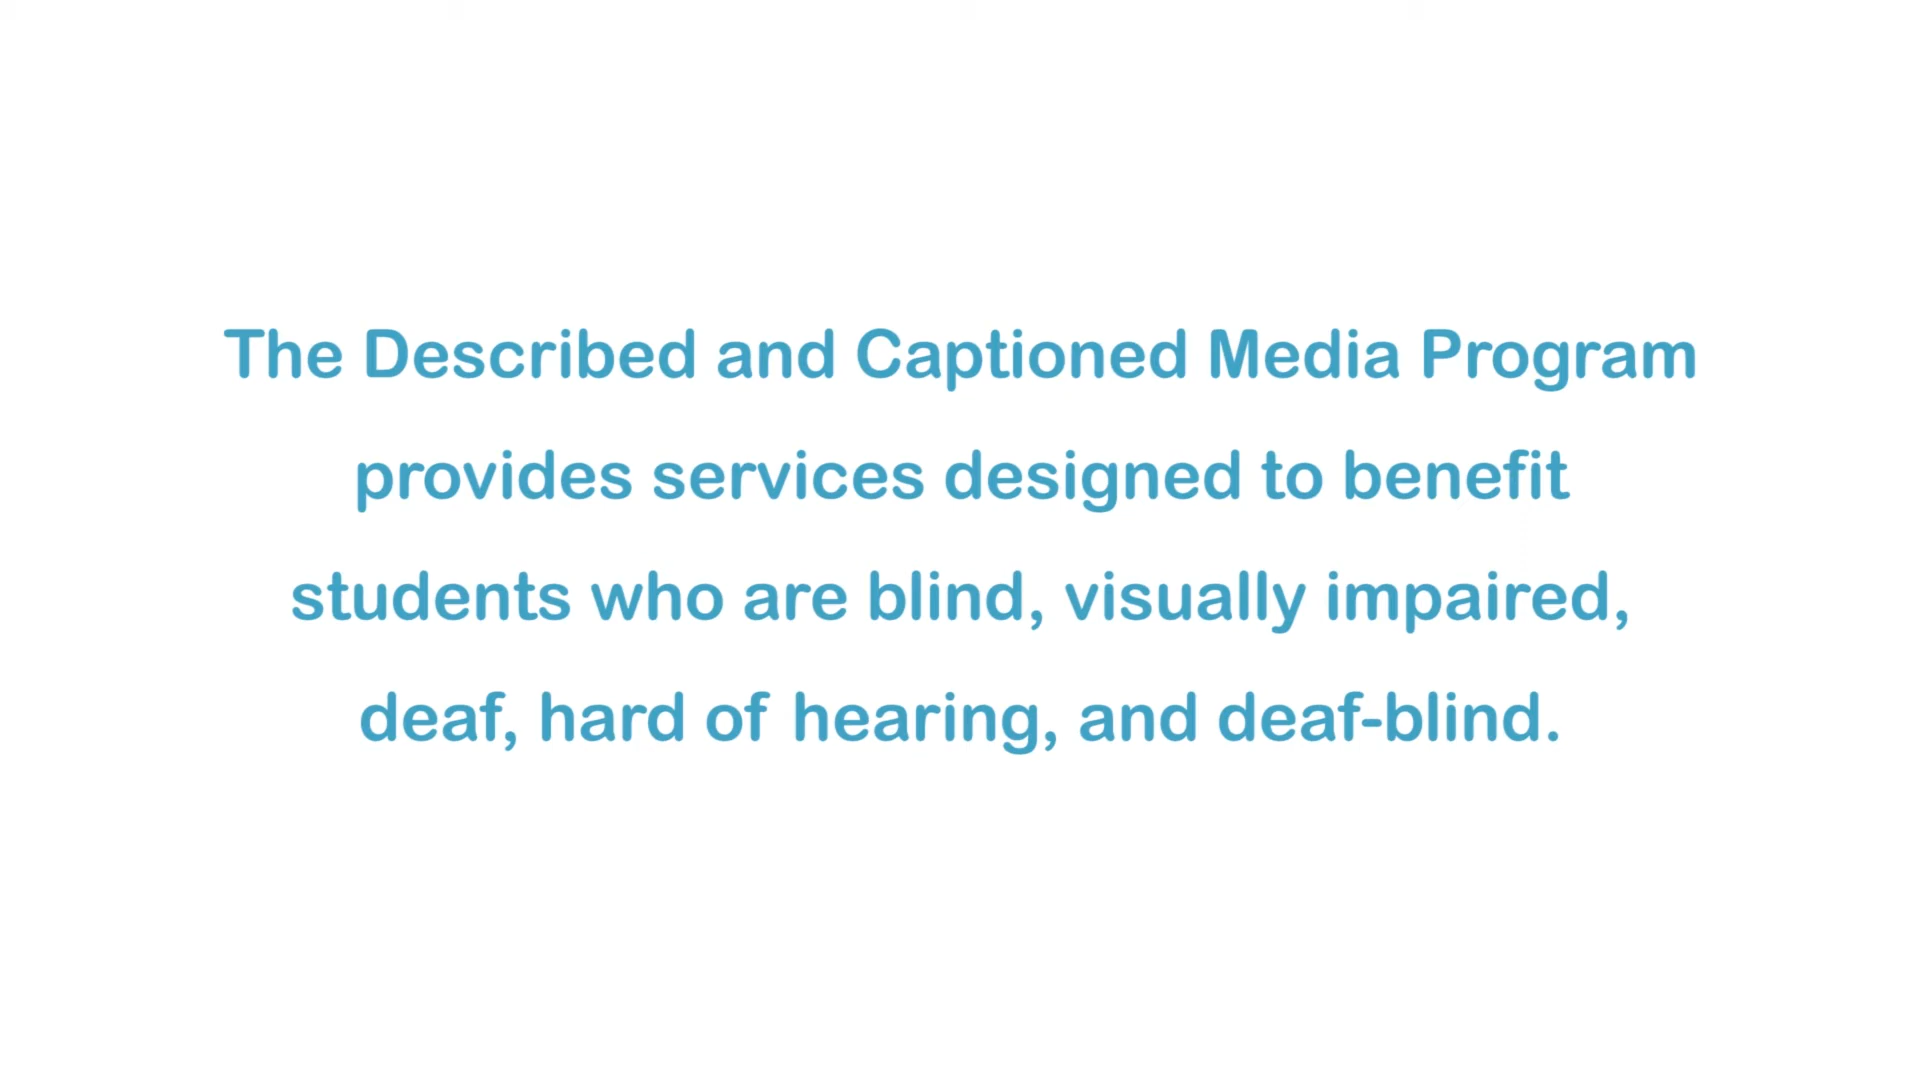 The Described and Captioned Media Program
provides services designed to benefit
students who are blind, visually impaired,
deaf, hard of hearing, and deaf-blind.